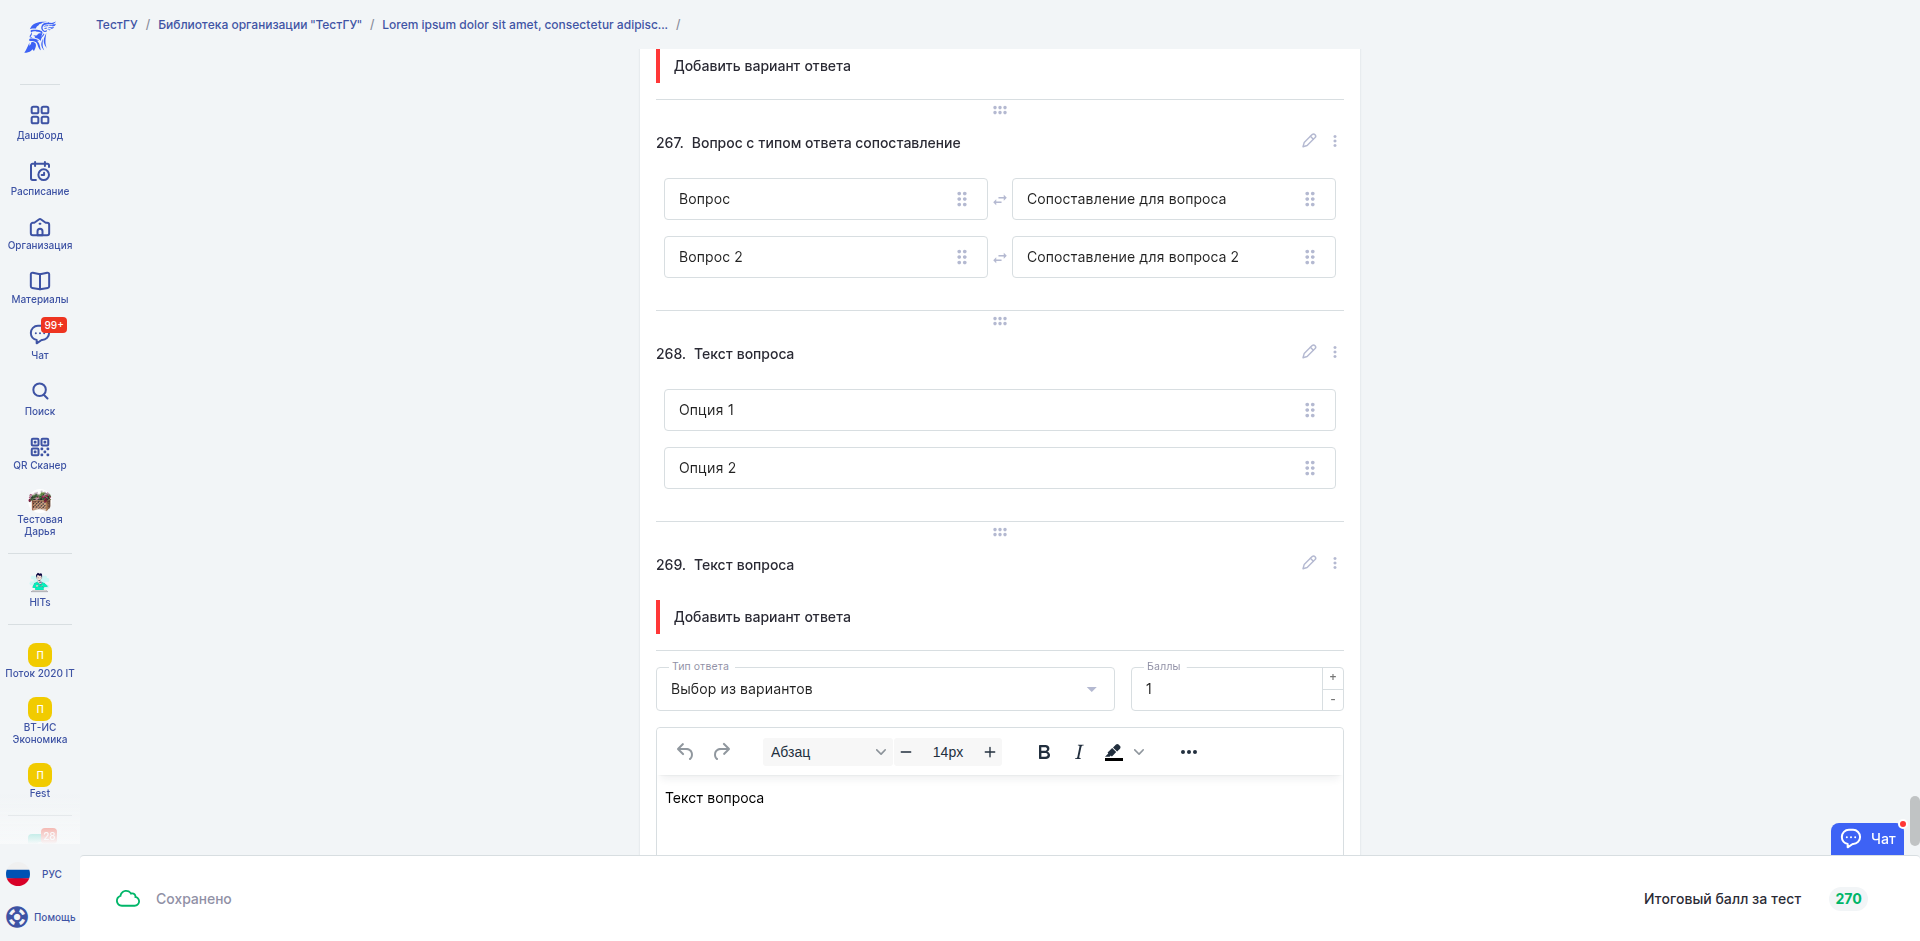 ТестГУ / Библиотека организации "ТестГУ" / Lorem ipsum dolor sit amet, consectetur adipisc... /
Дашборд
Расписание
Организация
Материалы
99+
Чат
Поиск
QR Сканер
Тестовая
Дарья
HITs
П
Поток 2020 IT
П
ВТ-ИС
Экономика
П
Fest
28
РУС
Помощь
Добавить вариант ответа
267. Вопрос с типом ответа сопоставление
Вопрос
Сопоставление для вопроса
Вопрос 2
Сопоставление для вопроса 2
268. Текст вопроса
Опция 1
Опция 2
269. Текст вопроса
Добавить вариант ответа
Тип ответа
Выбор из вариантов
Баллы
1
+
-
Абзац
14px
B I
Текст вопроса
Чат
Сохранено
Итоговый балл за тест 270